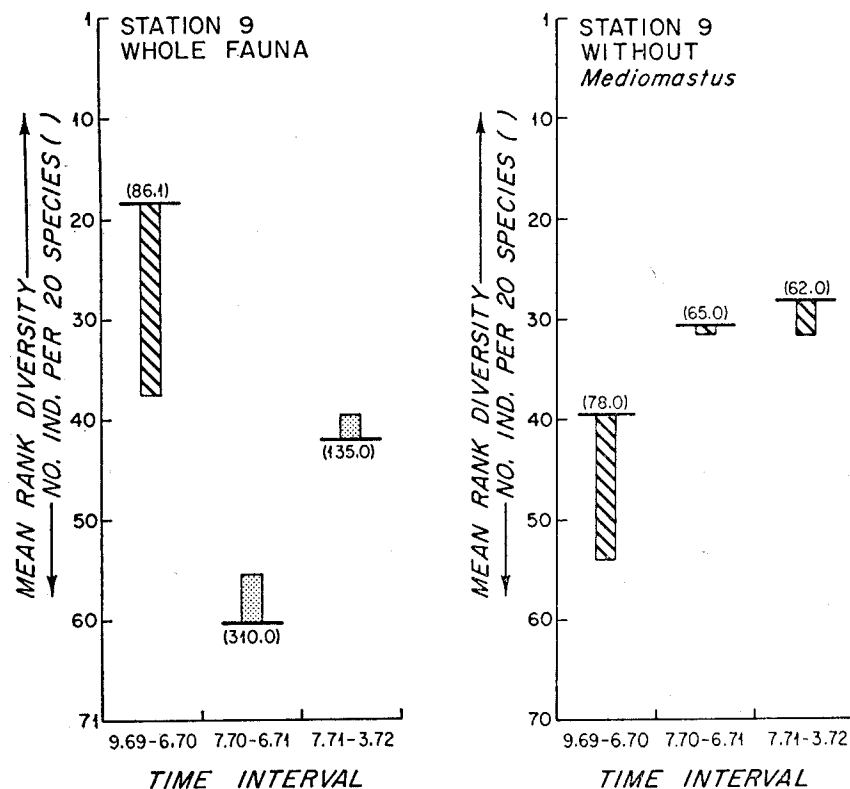 STATION 9
WHOLE FAUNA
MEAN RANK DIVERSITY
NO. IND. PER 20 SPECIES ( )
1
10
20
30
40
50
60
71
(86.1)
(310.0)
(135.0)
9.69-6.70 7.70-6.71 7.71-3.72
TIME INTERVAL
STATION 9
WITHOUT
Mediomastus
MEAN RANK DIVERSITY
NO. IND. PER 20 SPECIES ( )
1
10
20
30
40
50
60
70
(78.0)
(65.0)
(62.0)
9.69-6.70 7.70-6.71 7.71-3.72
TIME INTERVAL